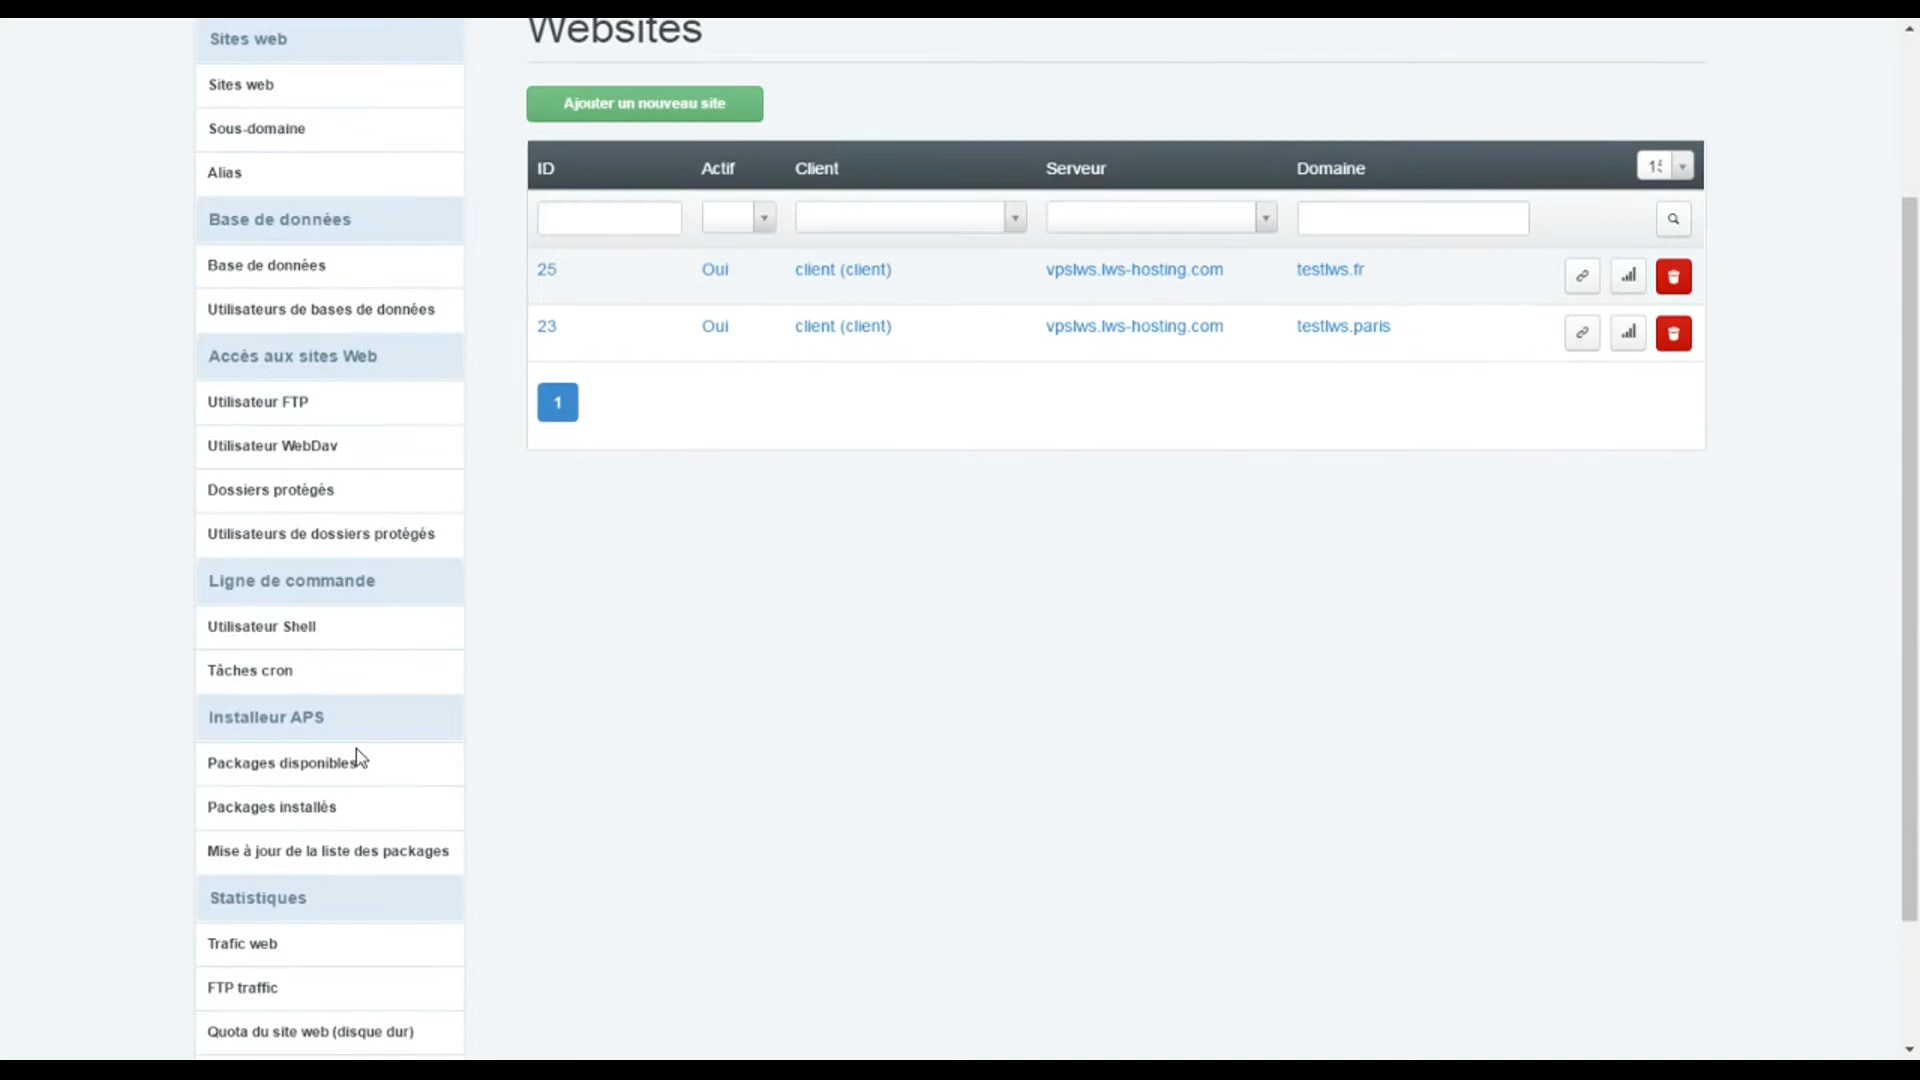 Sites web
Sites web
Sous-domaine
Alias
Base de données
Base de données
Utilisateurs de bases de données
Accès aux sites Web
Utilisateur FTP
Utilisateur WebDav
Dossiers protégés
Utilisateurs de dossiers protégés
Ligne de commande
Utilisateur Shell
Tâches cron
Installeur APS
Packages disponibles
Packages installés
Mise à jour de la liste des packages
Statistiques
Trafic web
FTP traffic
Quota du site web (disque dur)
Websites
Ajouter un nouveau site
ID Actif Client Serveur Domaine
25 Oui client (client) vpslws.lws-hosting.com testlws.fr
23 Oui client (client) vpslws.lws-hosting.com testlws.paris
1